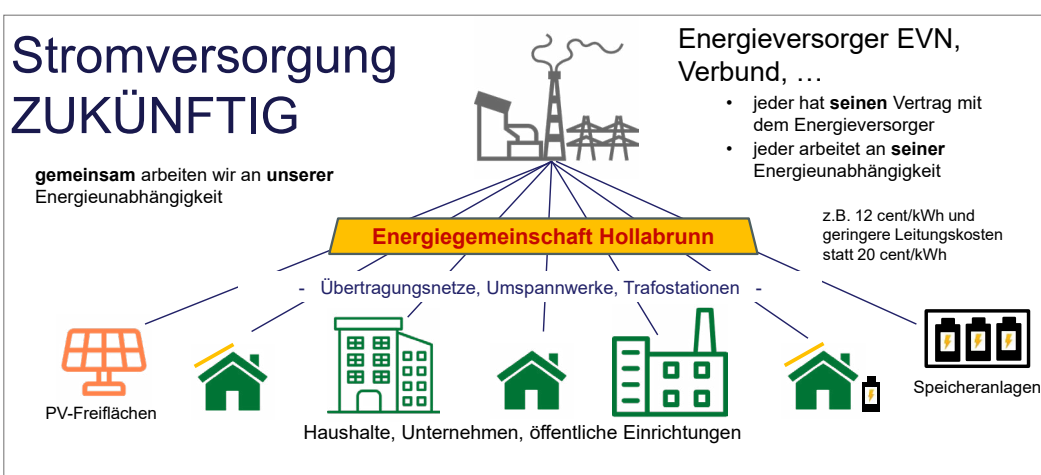 Stromversorgung
ZUKÜNFTIG
gemeinsam arbeiten wir an unserer
Energieunabhängigkeit
Energieversorger EVN,
Verbund, …
• jeder hat seinen Vertrag mit
dem Energieversorger
• jeder arbeitet an seiner
Energieunabhängigkeit
z.B. 12 cent/kWh und
geringere Leitungskosten
statt 20 cent/kWh
Energiegemeinschaft Hollabrunn
- Übertragungsnetze, Umspannwerke, Trafostationen -
PV-Freiflächen
Speicheranlagen
Haushalte, Unternehmen, öffentliche Einrichtungen